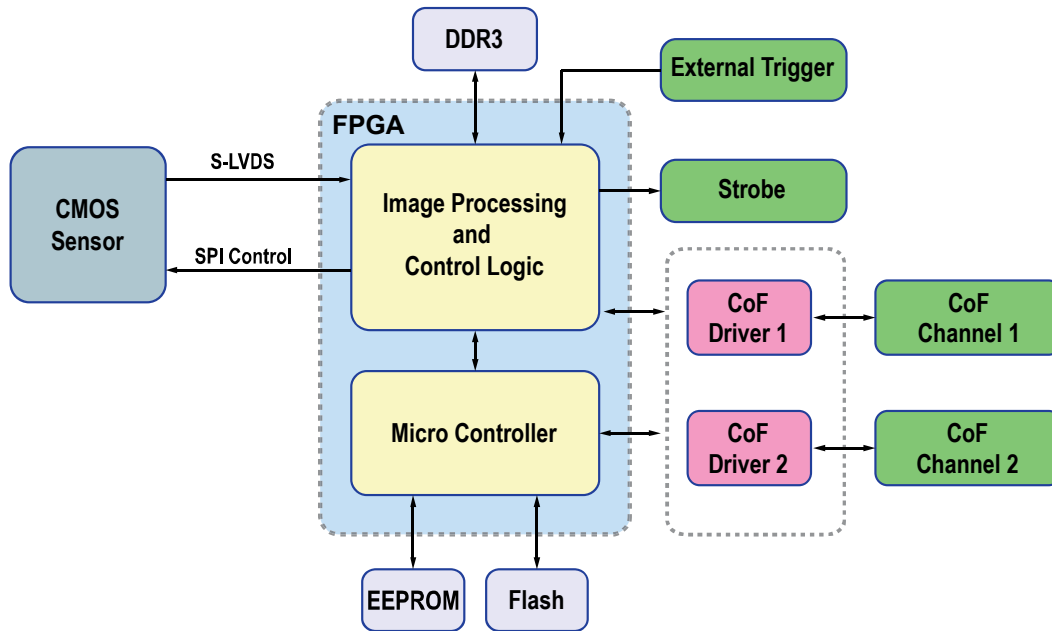 DDR3
External Trigger
FPGA
S-LVDS
CMOS
Sensor
Image Processing
and
Control Logic
Strobe
SPI Control
CoF
Driver 1
CoF
Channel 1
Micro Controller
CoF
Driver 2
CoF
Channel 2
EEPROM
Flash